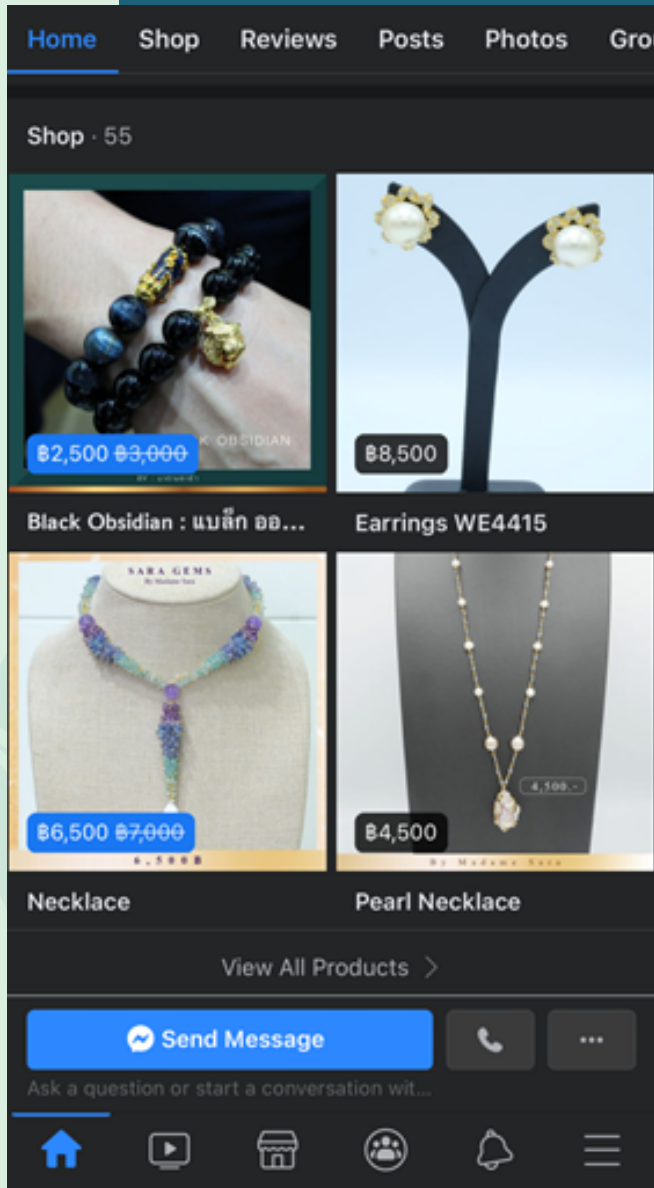 Home Shop Reviews Posts Photos Grou
Shop · 55
K OBSIDIAN
฿2,500 ฿3,000
฿8,500
Black Obsidian : แบล็ก ออ...
Earrings WE4415
SARA GEMS
By Madame Sara
฿6,500 ฿7,000
6,500฿
4,500.-
฿4,500
By Madame Sara
Necklace
Pearl Necklace
View All Products
Send Message
Ask a question or start a conversation wit...